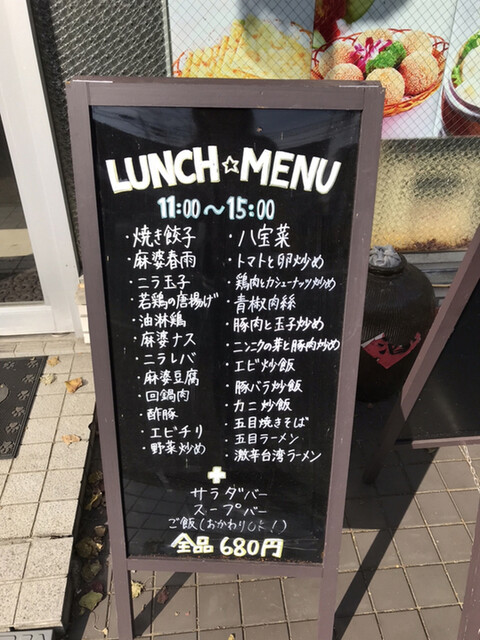 LUNCH☆MENU
11:00〜15:00
・焼き餃子
・麻婆春雨
・ニラ玉子
・若鶏の唐揚げ
・油淋鶏
・麻婆ナス
・ニラレバ
・麻婆豆腐
・回鍋肉
・酢豚
・エビチリ
・野菜炒め
・八宝菜
・トマトと卵炒め
・鶏肉とカシューナッツ炒め
・青椒肉絲
・豚肉と玉子炒め
・ニンニクの芽と豚肉炒め
・エビ炒飯
・豚バラ炒飯
・カニ炒飯
・五目焼きそば
・五目ラーメン
・激辛台湾ラーメン
+
サラダバー
スープバー
ご飯(おかわりOK!)
全品680円